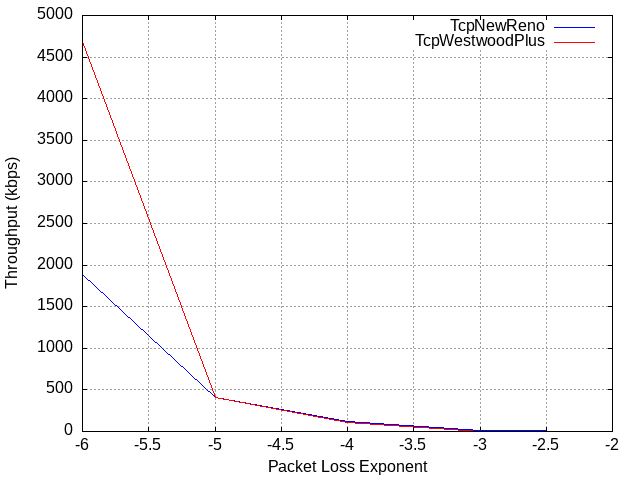 5000
4500
4000
3500
3000
2500
2000
1500
1000
500
0
-6 -5.5 -5 -4.5 -4 -3.5 -3 -2.5 -2
Throughput (kbps)
Packet Loss Exponent
TcpNewReno
TcpWestwoodPlus